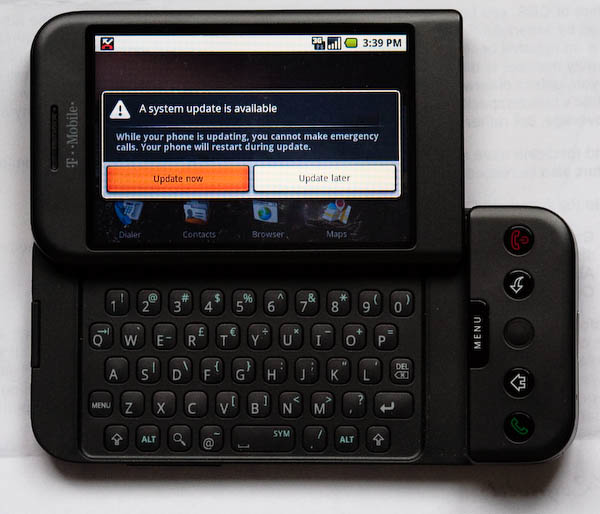 3G
3:39 PM
T··Mobile·
A system update is available
While your phone is updating, you cannot make emergency
calls. Your phone will restart during update.
Update now
Update later
Dialer
Contacts
Browser
Maps
MENU
1 ! 2 @ 3 # 4 $ 5 % 6 ^ 7 & 8 * 9 ( 0 )
Q W ` E - R £ T € Y ÷ U × I − O + P =
A S | D \ F { G } H : J ; K " L ' DEL
MENU Z X C V [ B ] N < M > , ?
ALT @ ~ SYM . / ALT